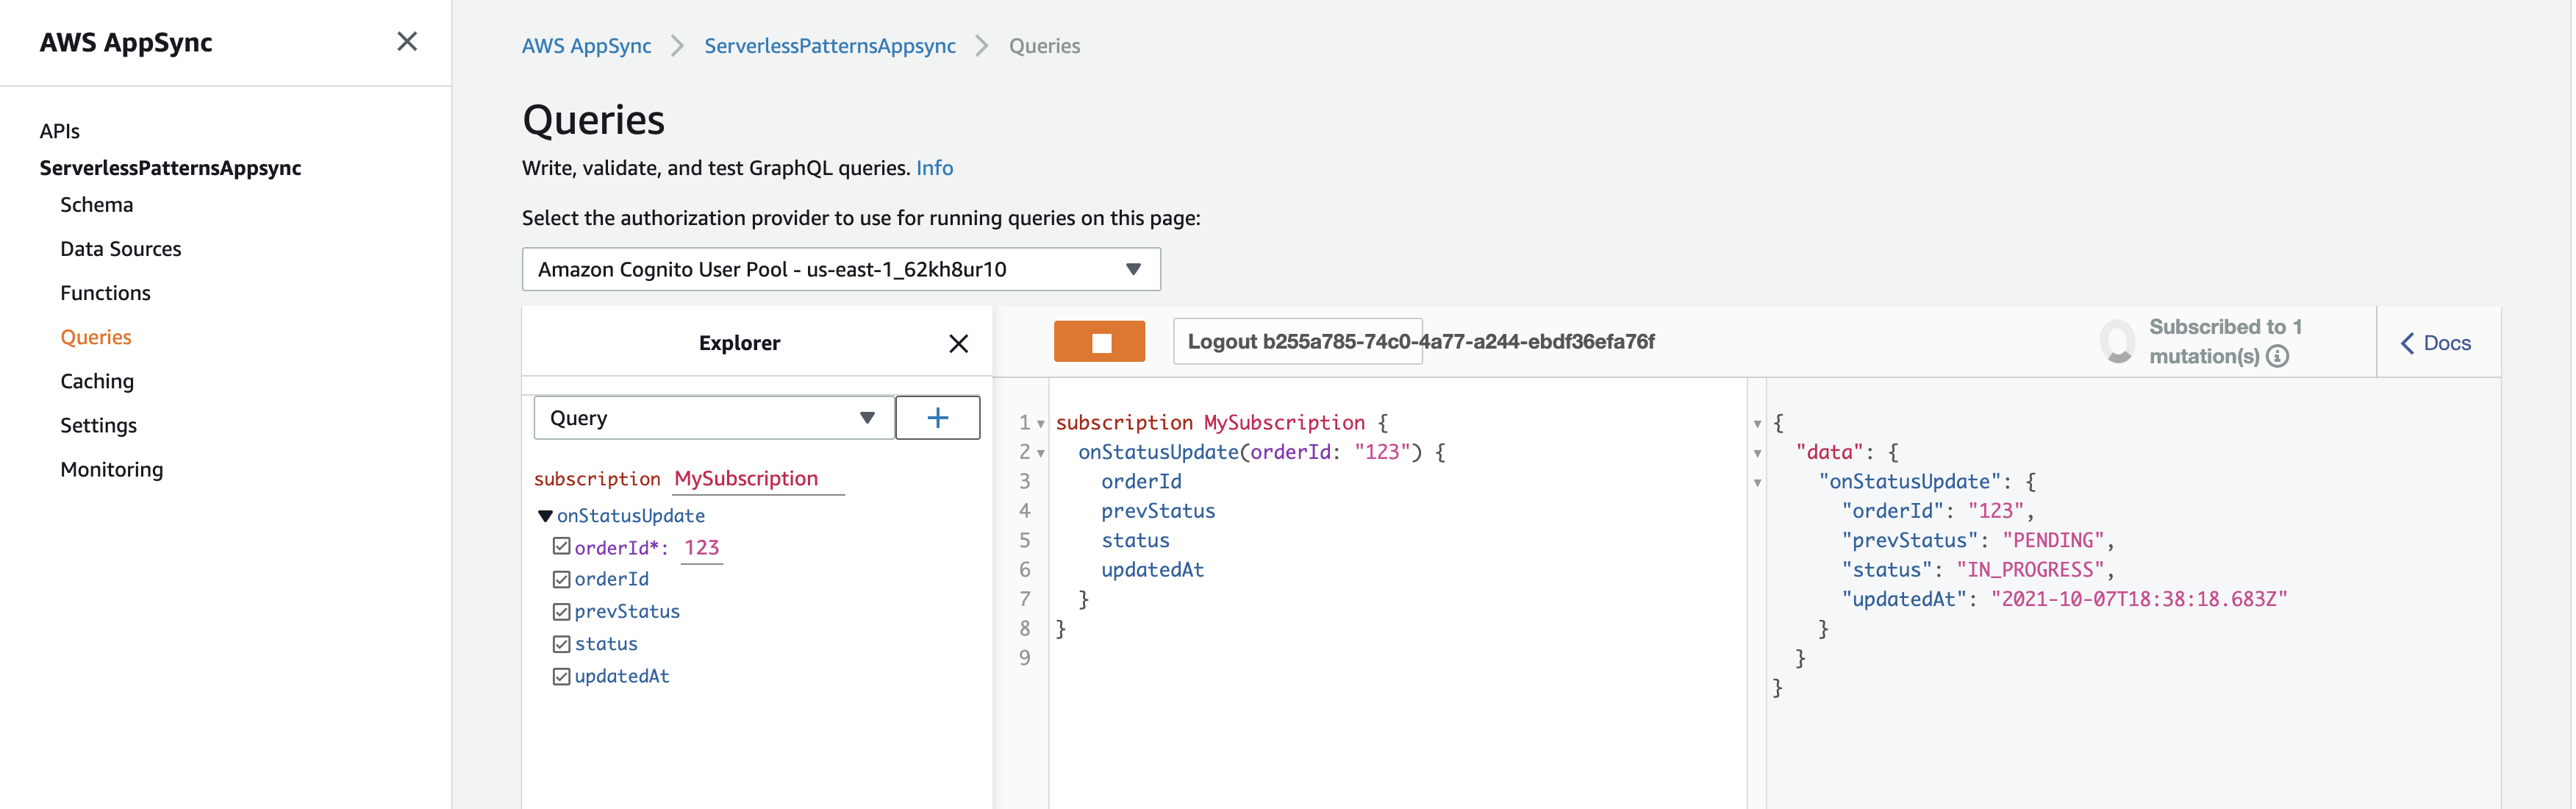 AWS AppSync
APIs
ServerlessPatternsAppsync
Schema
Data Sources
Functions
Queries
Caching
Settings
Monitoring
AWS AppSync > ServerlessPatternsAppsync > Queries
Queries
Write, validate, and test GraphQL queries. Info
Select the authorization provider to use for running queries on this page:
Amazon Cognito User Pool - us-east-1_62kh8ur10
Explorer
Query
+
subscription MySubscription
onStatusUpdate
orderId*: 123
orderId
prevStatus
status
updatedAt
Logout b255a785-74c0-4a77-a244-ebdf36efa76f
Subscribed to 1
mutation(s)
Docs
1 subscription MySubscription {
2 onStatusUpdate(orderId: "123") {
3 orderId
4 prevStatus
5 status
6 updatedAt
7 }
8 }
9
{
"data": {
"onStatusUpdate": {
"orderId": "123",
"prevStatus": "PENDING",
"status": "IN_PROGRESS",
"updatedAt": "2021-10-07T18:38:18.683Z"
}
}
}